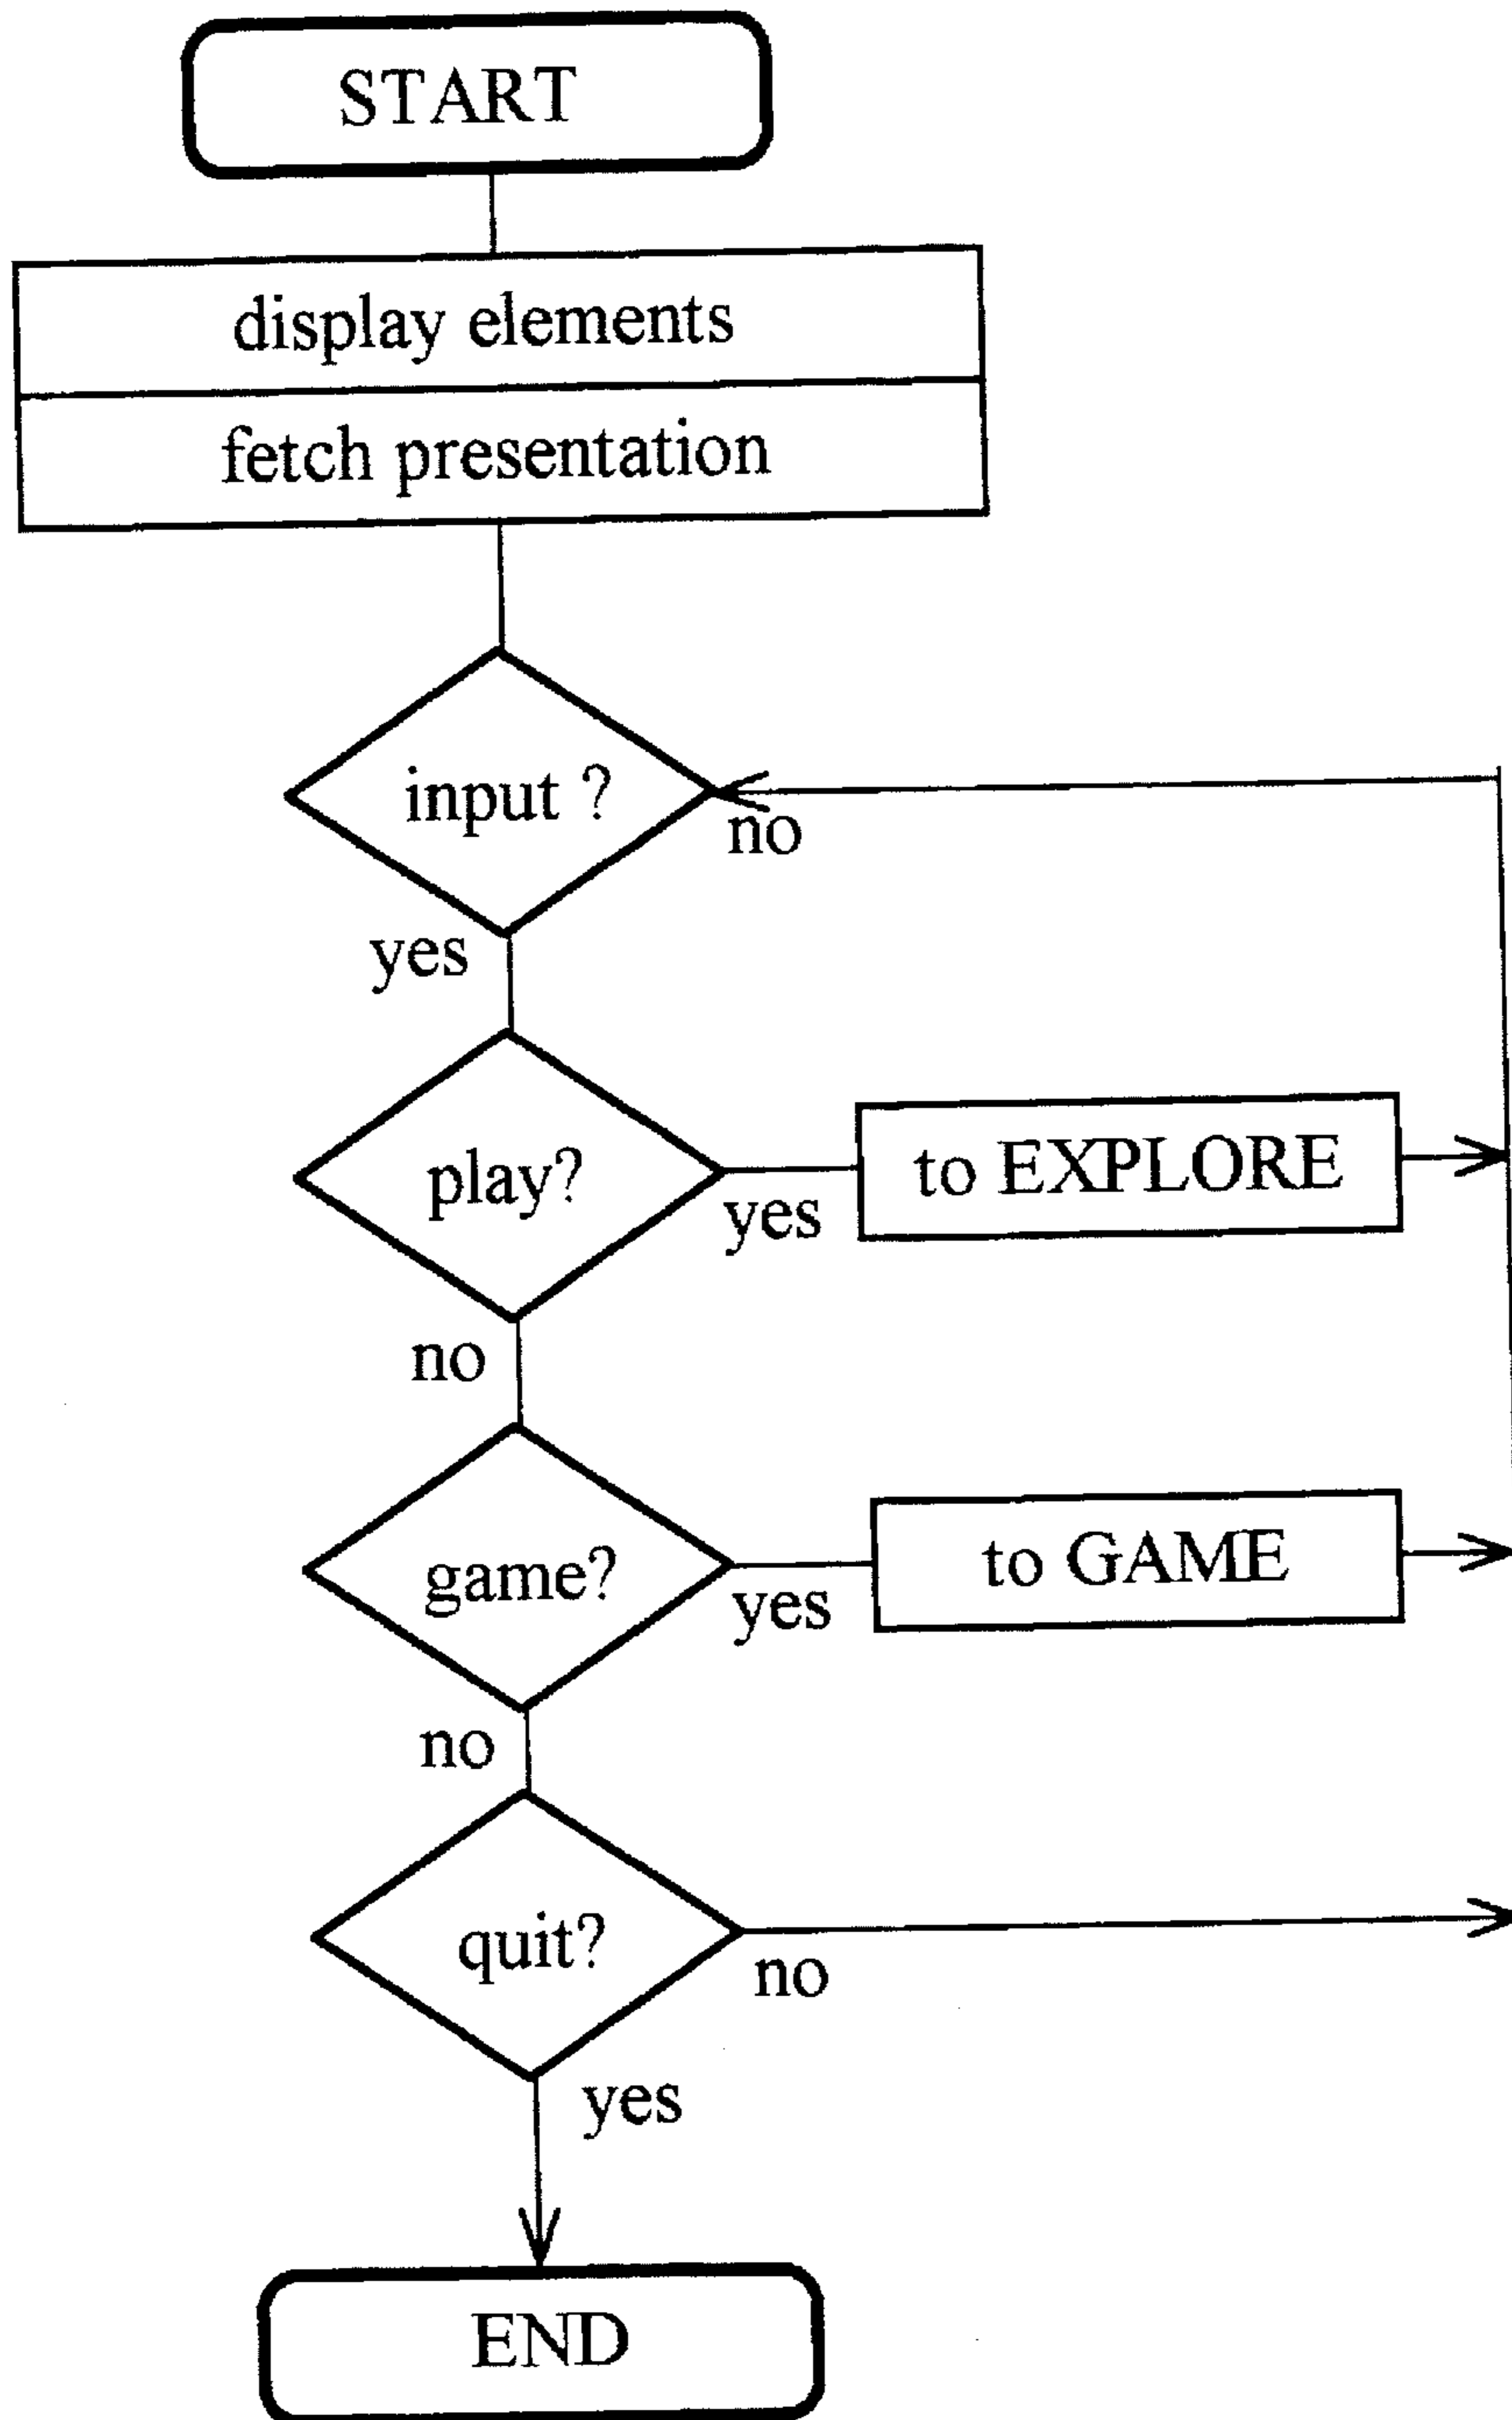 START
display elements
fetch presentation
input ?
no
yes
play?
yes
to EXPLORE
no
game?
yes
to GAME
no
quit?
no
yes
END